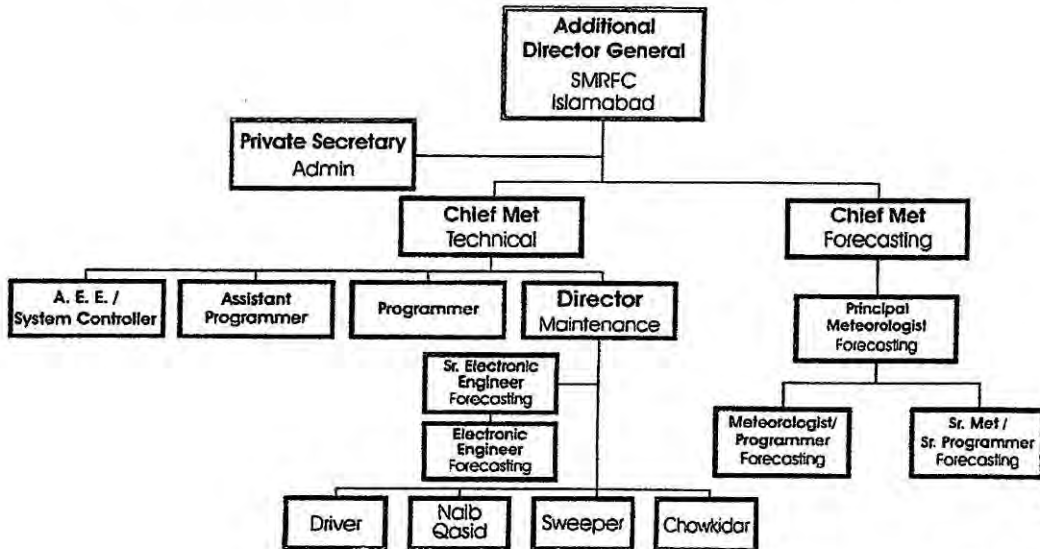 Additional
Director General
SMRFC
Islamabad
Private Secretary
Admin
Chief Met
Technical
Chief Met
Forecasting
A. E. E. /
System Controller
Assistant
Programmer
Programmer
Director
Maintenance
Principal
Meteorologist
Forecasting
Sr. Electronic
Engineer
Forecasting
Electronic
Engineer
Forecasting
Meteorologist/
Programmer
Forecasting
Sr. Met /
Sr. Programmer
Forecasting
Driver
Naib
Qasid
Sweeper
Chowkidar